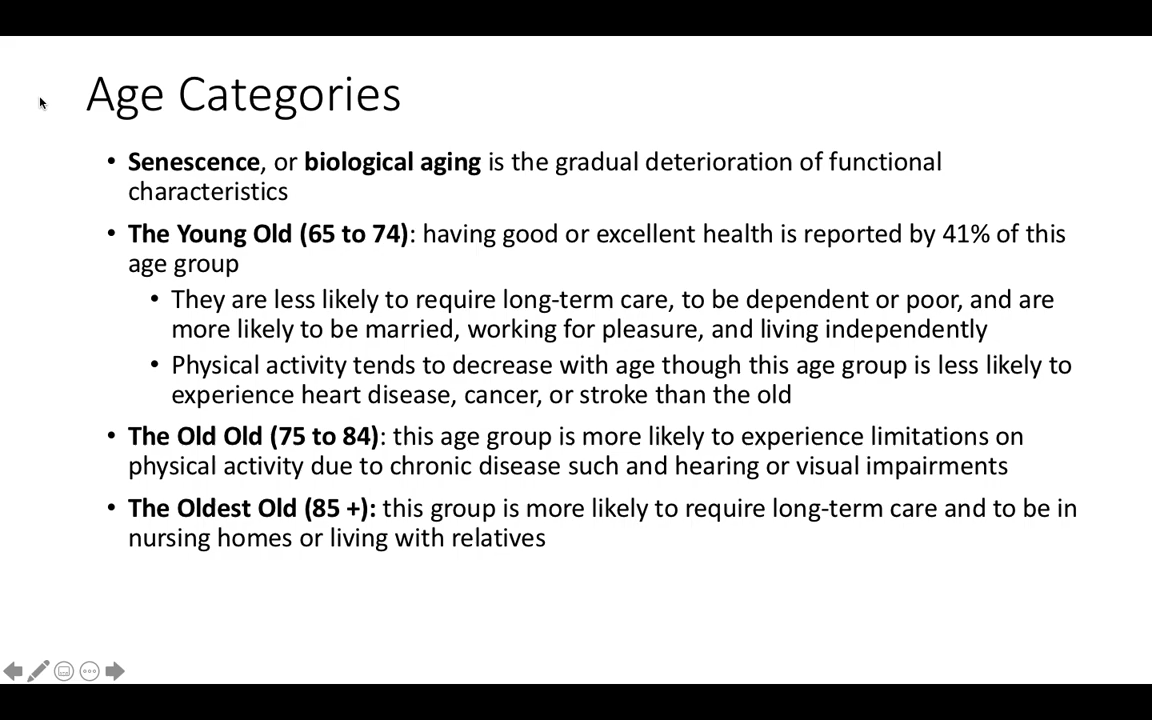 Age Categories
• Senescence, or biological aging is the gradual deterioration of functional
characteristics
• The Young Old (65 to 74): having good or excellent health is reported by 41% of this
age group
• They are less likely to require long-term care, to be dependent or poor, and are
more likely to be married, working for pleasure, and living independently
• Physical activity tends to decrease with age though this age group is less likely to
experience heart disease, cancer, or stroke than the old
• The Old Old (75 to 84): this age group is more likely to experience limitations on
physical activity due to chronic disease such and hearing or visual impairments
• The Oldest Old (85 +): this group is more likely to require long-term care and to be in
nursing homes or living with relatives